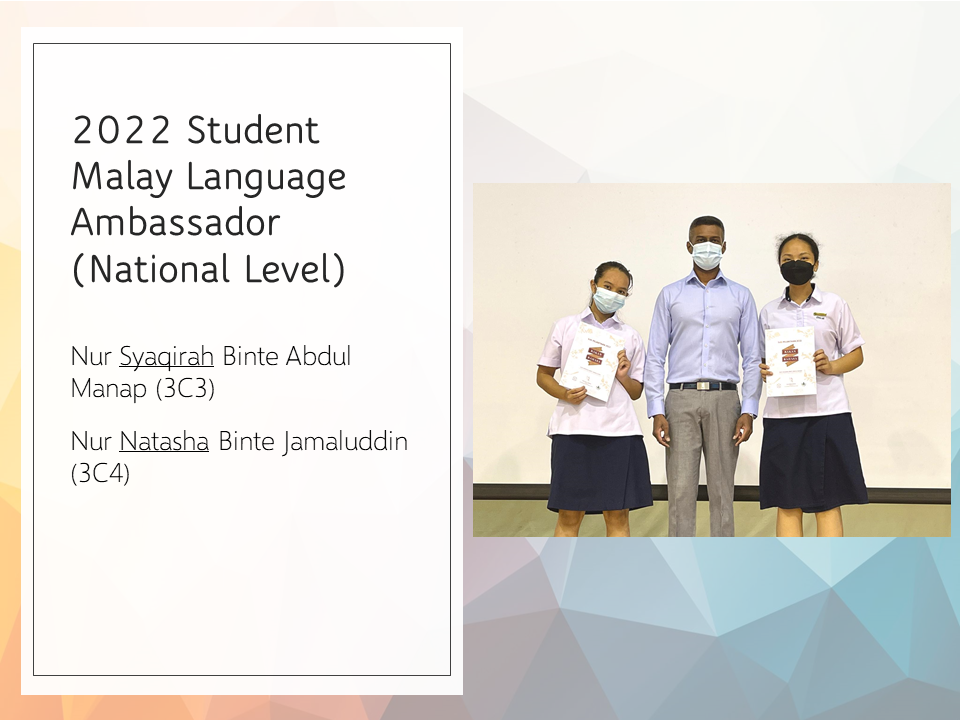 2022 Student
Malay Language
Ambassador
(National Level)
Nur Syaqirah Binte Abdul
Manap (3C3)
Nur Natasha Binte Jamaluddin
(3C4)